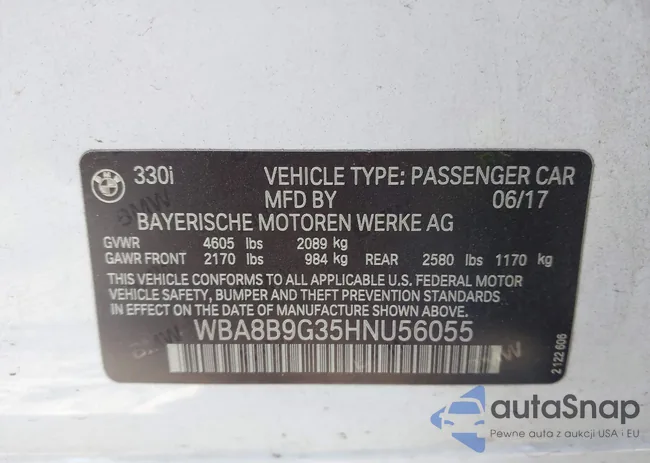 BMW
330i VEHICLE TYPE: PASSENGER CAR
MFD BY 06/17
BAYERISCHE MOTOREN WERKE AG
GVWR 4605 lbs 2089 kg
GAWR FRONT 2170 lbs 984 kg REAR 2580 lbs 1170 kg
THIS VEHICLE CONFORMS TO ALL APPLICABLE U.S. FEDERAL MOTOR
VEHICLE SAFETY, BUMPER AND THEFT PREVENTION STANDARDS
IN EFFECT ON THE DATE OF MANUFACTURE SHOWN ABOVE.
WBA8B9G35HNU56055
2 122 606
autaSnap
Pewne auta z aukcji USA i EU